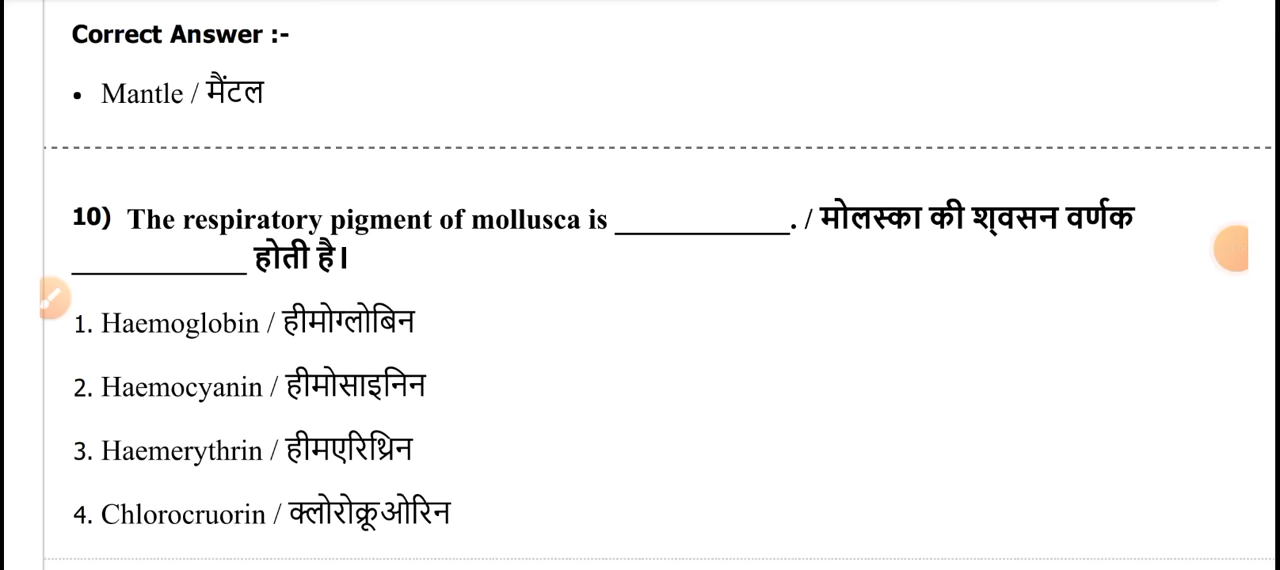 Correct Answer :-
• Mantle / मैंटल
10) The respiratory pigment of mollusca is ____________. / मोलस्का की श्वसन वर्णक
____________ होती है।
1. Haemoglobin / हीमोग्लोबिन
2. Haemocyanin / हीमोसाइनिन
3. Haemerythrin / हीमएरिथ्रिन
4. Chlorocruorin / क्लोरोक्रूओरिन